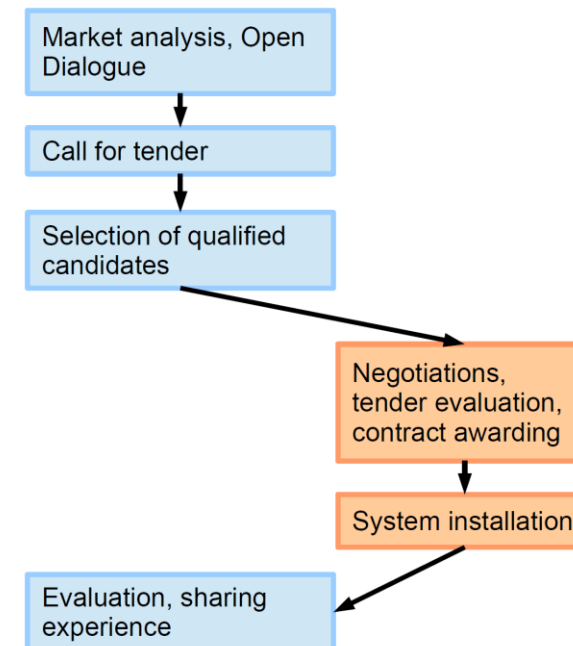 Market analysis, Open
Dialogue
Call for tender
Selection of qualified
candidates
Negotiations,
tender evaluation,
contract awarding
System installation
Evaluation, sharing
experience